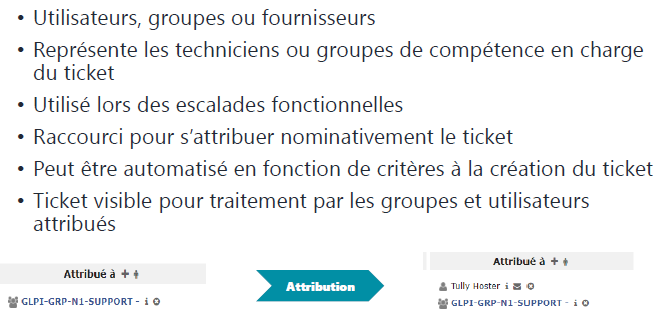 • Utilisateurs, groupes ou fournisseurs
• Représente les techniciens ou groupes de compétence en charge
du ticket
• Utilisé lors des escalades fonctionnelles
• Raccourci pour s’attribuer nominativement le ticket
• Peut être automatisé en fonction de critères à la création du ticket
• Ticket visible pour traitement par les groupes et utilisateurs
attribués
Attribué à
GLPI-GRP-N1-SUPPORT -
Attribution
Attribué à
Tully Hoster
GLPI-GRP-N1-SUPPORT -